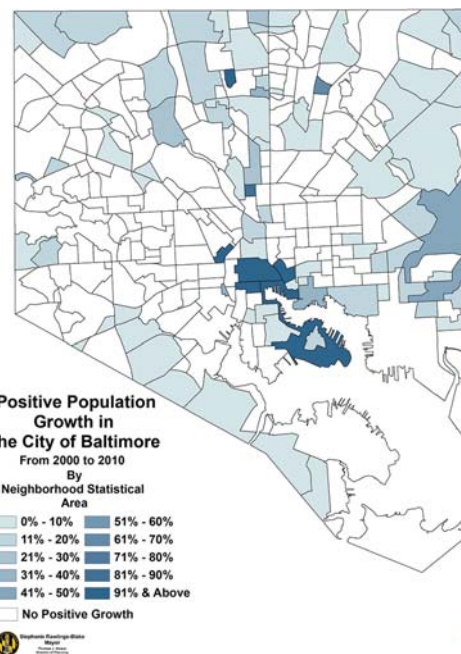 Positive Population
Growth in
he City of Baltimore
From 2000 to 2010
By
Neighborhood Statistical
Area
0% - 10% 51% - 60%
11% - 20% 61% - 70%
21% - 30% 71% - 80%
31% - 40% 81% - 90%
41% - 50% 91% & Above
No Positive Growth
Stephanie Rawlings-Blake
Mayor